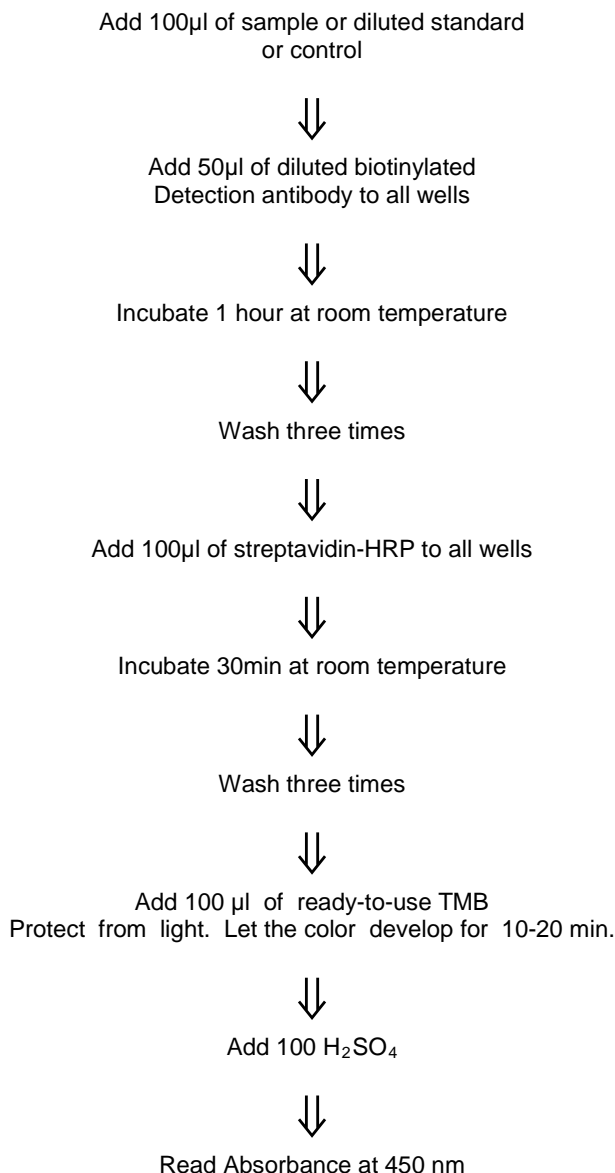 Add 100µl of sample or diluted standard
or control
⇓
Add 50µl of diluted biotinylated
Detection antibody to all wells
⇓
Incubate 1 hour at room temperature
⇓
Wash three times
⇓
Add 100µl of streptavidin-HRP to all wells
⇓
Incubate 30min at room temperature
⇓
Wash three times
⇓
Add 100 µl of ready-to-use TMB
Protect from light. Let the color develop for 10-20 min.
⇓
Add 100 H₂SO₄
⇓
Read Absorbance at 450 nm